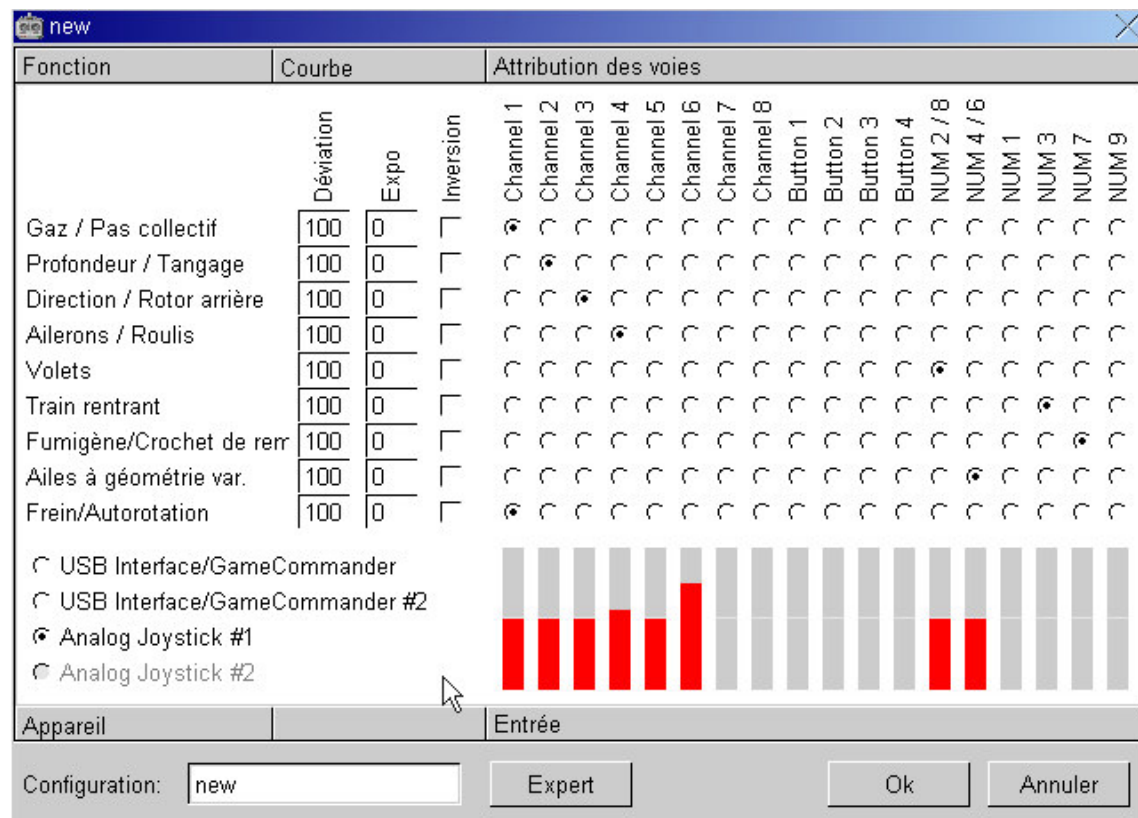 new
Fonction Courbe Attribution des voies
Déviation Expo Inversion Channel 1 Channel 2 Channel 3 Channel 4 Channel 5 Channel 6 Channel 7 Channel 8 Button 1 Button 2 Button 3 Button 4 NUM 2 / 8 NUM 4 / 6 NUM 1 NUM 3 NUM 7 NUM 9
Gaz / Pas collectif 100 0
Profondeur / Tangage 100 0
Direction / Rotor arrière 100 0
Ailerons / Roulis 100 0
Volets 100 0
Train rentrant 100 0
Fumigène/Crochet de rem 100 0
Ailes à géométrie var. 100 0
Frein/Autorotation 100 0
USB Interface/GameCommander
USB Interface/GameCommander #2
Analog Joystick #1
Analog Joystick #2
Appareil Entrée
Configuration: new Expert Ok Annuler